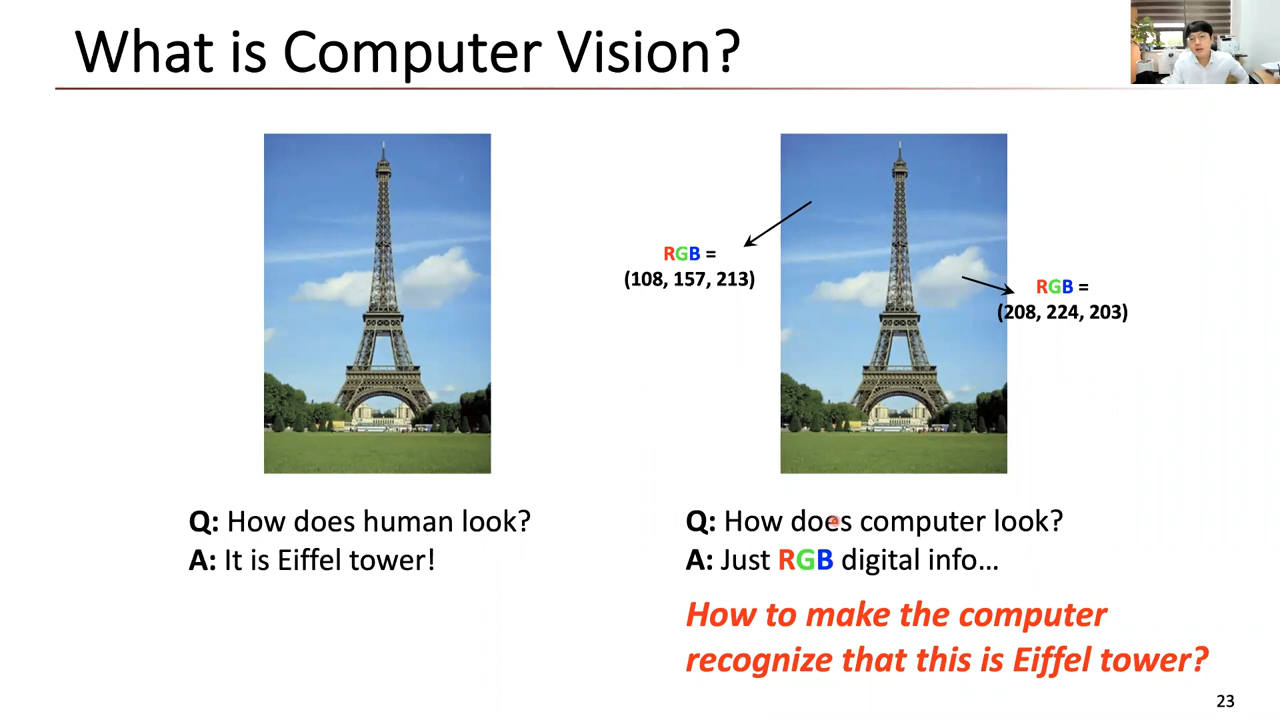 What is Computer Vision?
RGB =
(108, 157, 213)
RGB =
(208, 224, 203)
Q: How does human look?
A: It is Eiffel tower!
Q: How does computer look?
A: Just RGB digital info…
How to make the computer
recognize that this is Eiffel tower?
23